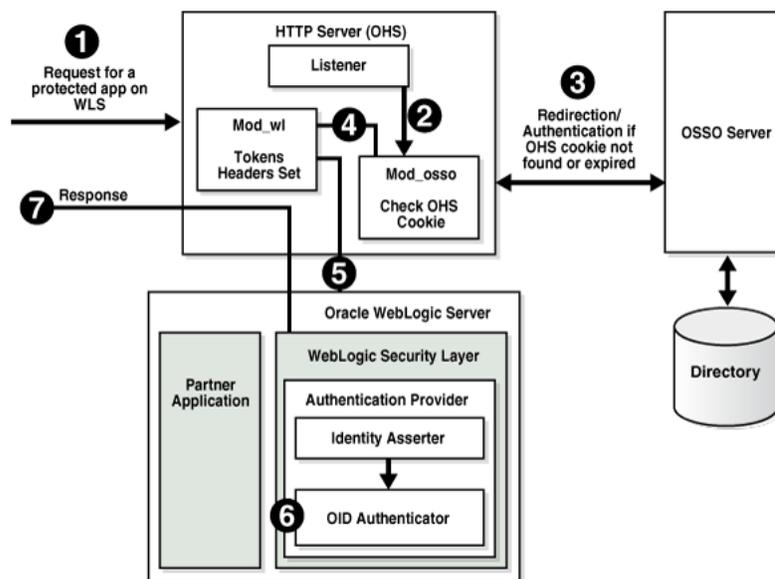 1
Request for a
protected app on
WLS
HTTP Server (OHS)
Listener
2
Mod_wl
Tokens
Headers Set
4
Mod_osso
Check OHS
Cookie
3
Redirection/
Authentication if
OHS cookie not
found or expired
OSSO Server
7
Response
5
Oracle WebLogic Server
Partner
Application
WebLogic Security Layer
Authentication Provider
Identity Asserter
6
OID Authenticator
Directory